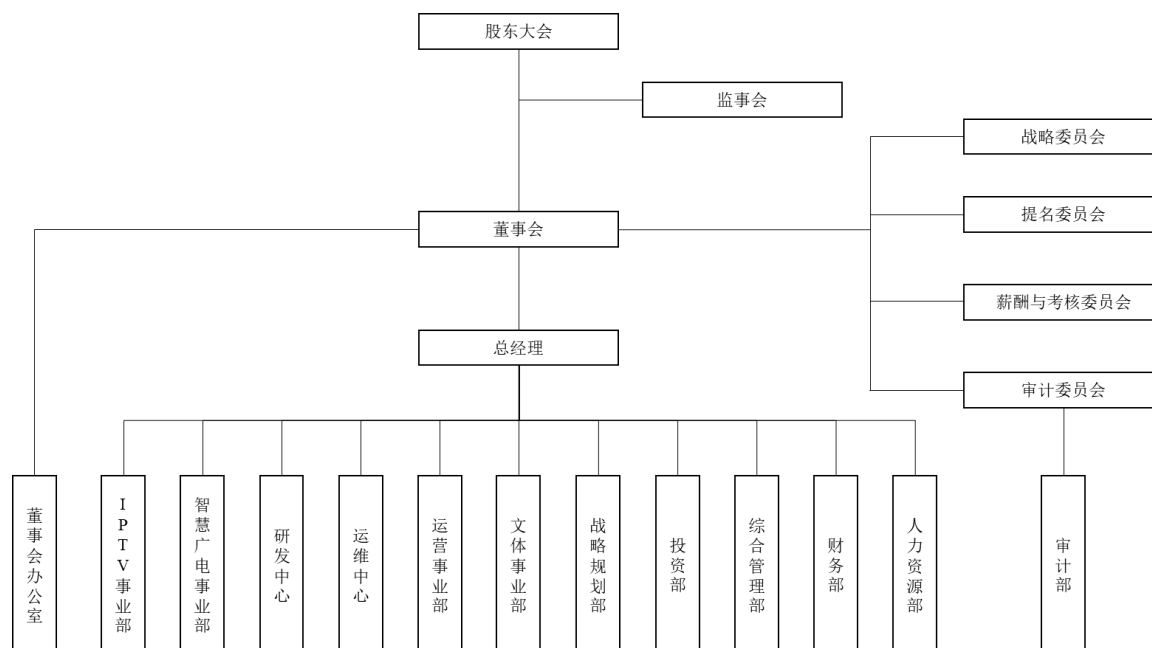 股东大会
监事会
战略委员会
提名委员会
董事会
薪酬与考核委员会
总经理
审计委员会
董事会办公室
IPTV事业部
智慧广电事业部
研发中心
运维中心
运营事业部
文体事业部
战略规划部
投资部
综合管理部
财务部
人力资源部
审计部